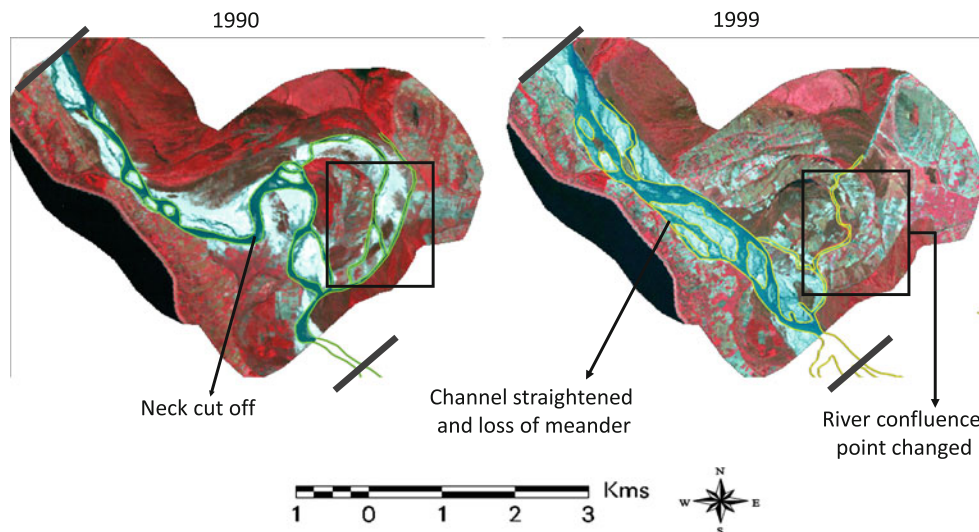 1990
1999
Neck cut off
Channel straightened
and loss of meander
River confluence
point changed
1 0 1 2 3 Kms
N
W E
S